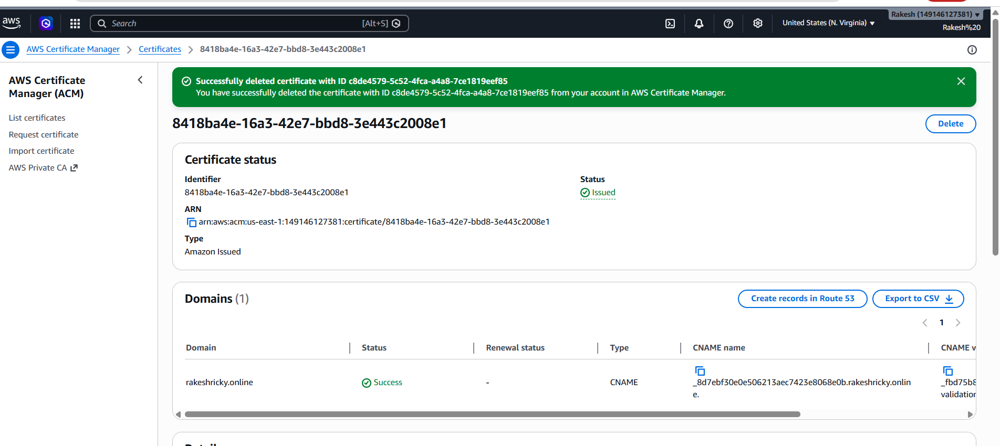 aws
Search
[Alt+S]
United States (N. Virginia)
Rakesh (149146127381)
Rakesh%20
AWS Certificate Manager
Certificates
8418ba4e-16a3-42e7-bbd8-3e443c2008e1
AWS Certificate
Manager (ACM)
List certificates
Request certificate
Import certificate
AWS Private CA
Successfully deleted certificate with ID c8de4579-5c52-4fca-a4a8-7ce1819eef85
You have successfully deleted the certificate with ID c8de4579-5c52-4fca-a4a8-7ce1819eef85 from your account in AWS Certificate Manager.
8418ba4e-16a3-42e7-bbd8-3e443c2008e1
Delete
Certificate status
Identifier
8418ba4e-16a3-42e7-bbd8-3e443c2008e1
Status
Issued
ARN
arn:aws:acm:us-east-1:149146127381:certificate/8418ba4e-16a3-42e7-bbd8-3e443c2008e1
Type
Amazon Issued
Domains (1)
Create records in Route 53
Export to CSV
1
Domain
Status
Renewal status
Type
CNAME name
CNAME v
rakeshricky.online
Success
-
CNAME
_8d7ebf30e0e506213aec7423e8068e0b.rakeshricky.onlin
e.
_fbd75b8
validation